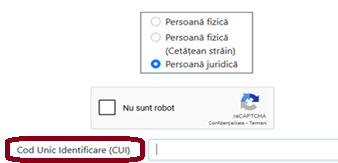 Persoană fizică
Persoană fizică
(Cetățean străin)
Persoană juridică
Nu sunt robot
reCAPTCHA
Confidențialitate - Termeni
Cod Unic Identificare (CUI)